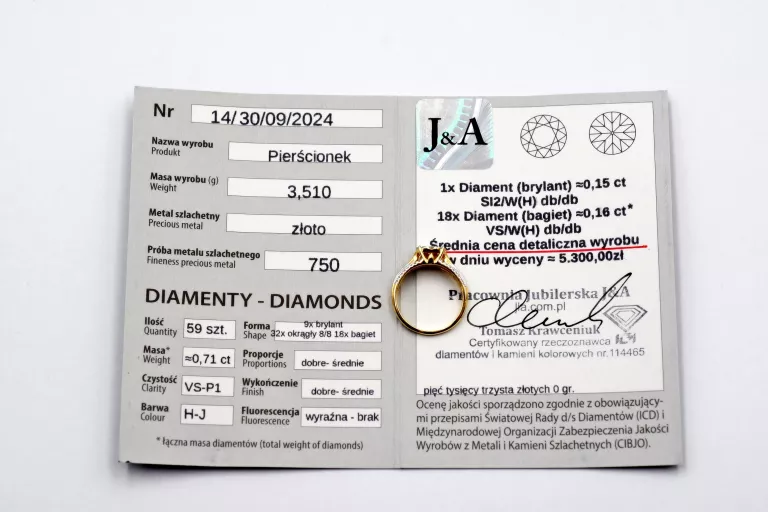 Nr 14/30/09/2024
Nazwa wyrobu
Produkt
Pierścionek
Masa wyrobu (g)
Weight
3,510
Metal szlachetny
Precious metal
złoto
Próba metalu szlachetnego
Fineness precious metal
750
DIAMENTY - DIAMONDS
Ilość
Quantity
59 szt.
Forma
Shape
9x brylant
32x okrągły 8/8 18x bagiet
Masa*
Weight
≈0,71 ct
Proporcje
Proportions
dobre- średnie
Czystość
Clarity
VS-P1
Wykończenie
Finish
dobre- średnie
Barwa
Colour
H-J
Fluorescencja
Fluorescence
wyraźna - brak
* łączna masa diamentów (total weight of diamonds)
J&A
1x Diament (brylant) ≈0,15 ct
SI2/W(H) db/db
18x Diament (bagiet) ≈0,16 ct*
VS/W(H) db/db
Średnia cena detaliczna wyrobu
w dniu wyceny ≈ 5.300,00zł
Pracownia Jubilerska J&A
jla.com.pl
Tomasz Krawceniuk
Certyfikowany rzeczoznawca
diamentów i kamieni kolorowych nr.114465
pięć tysięcy trzysta złotych 0 gr.
Ocenę jakości sporządzono zgodnie z obowiązujący-
mi przepisami Światowej Rady d/s Diamentów (ICD) i
Międzynarodowej Organizacji Zabezpieczenia Jakości
Wyrobów z Metali i Kamieni Szlachetnych (CIBJO).